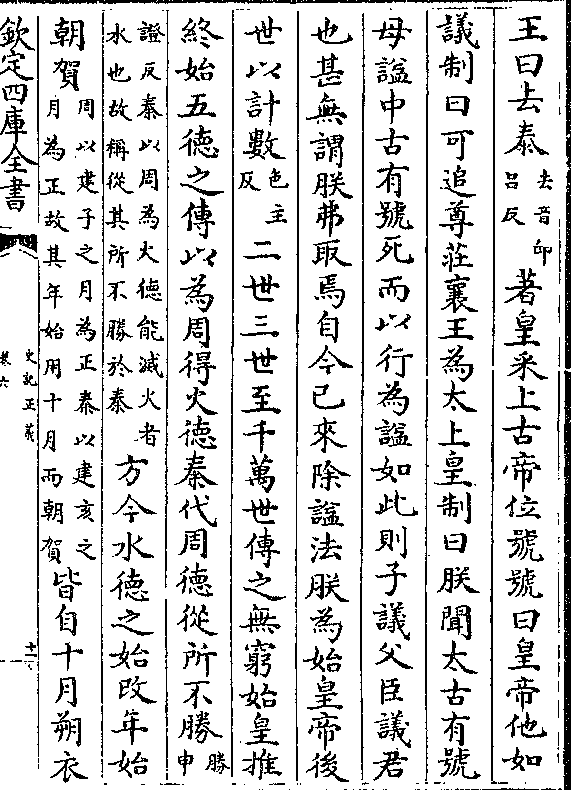 王曰去泰去音邱呂反著皇采上古帝位號號曰皇帝他如
議制曰可追尊莊襄王為太上皇制曰朕聞太古有號
母諡中古有號死而以行為諡如此則子議父臣議君
也甚無謂朕弗取焉自今已來除諡法朕為始皇帝後
世以計數色主反二世三世至千萬世傳之無窮始皇推
終始五德之傳以為周得火德秦代周德從所不勝勝申
證反秦以周為火德能滅火者水也故稱從其所不勝於秦方今水德之始改年始
朝賀周以建子之月為正秦以建亥之月為正故其年始用十月而朝賀皆自十月朔衣
欽定四庫全書
史記正義
卷六